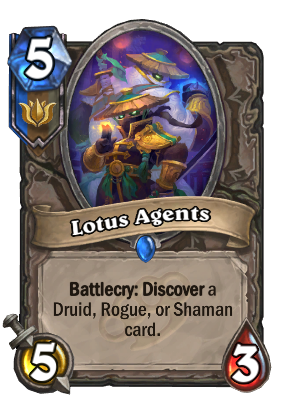 5
Lotus Agents
Battlecry: Discover a
Druid, Rogue, or Shaman
card.
5
3